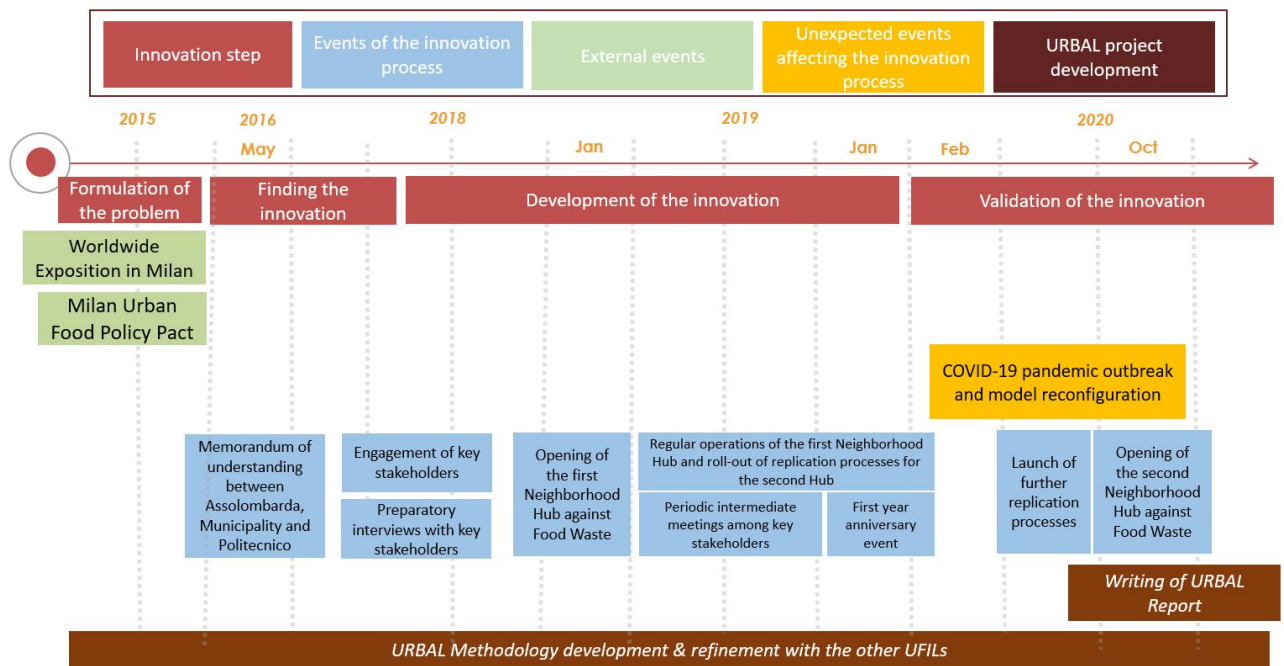 Innovation step
Events of the innovation
process
External events
Unexpected events
affecting the innovation
process
URBAL project
development
2015
2016
2018
2019
2020
May
Jan
Jan
Feb
Oct
Formulation of
the problem
Finding the
innovation
Development of the innovation
Validation of the innovation
Worldwide
Exposition in Milan
Milan Urban
Food Policy Pact
COVID-19 pandemic outbreak
and model reconfiguration
Memorandum of
understanding
between
Assolombarda,
Municipality and
Politecnico
Engagement of key
stakeholders
Preparatory
interviews with key
stakeholders
Opening of
the first
Neighborhood
Hub against
Food Waste
Regular operations of the first Neighborhood
Hub and roll-out of replication processes for
the second Hub
Periodic intermediate
meetings among key
stakeholders
First year
anniversary
event
Launch of
further
replication
processes
Opening of
the second
Neighborhood
Hub against
Food Waste
Writing of URBAL
Report
URBAL Methodology development & refinement with the other UFILs